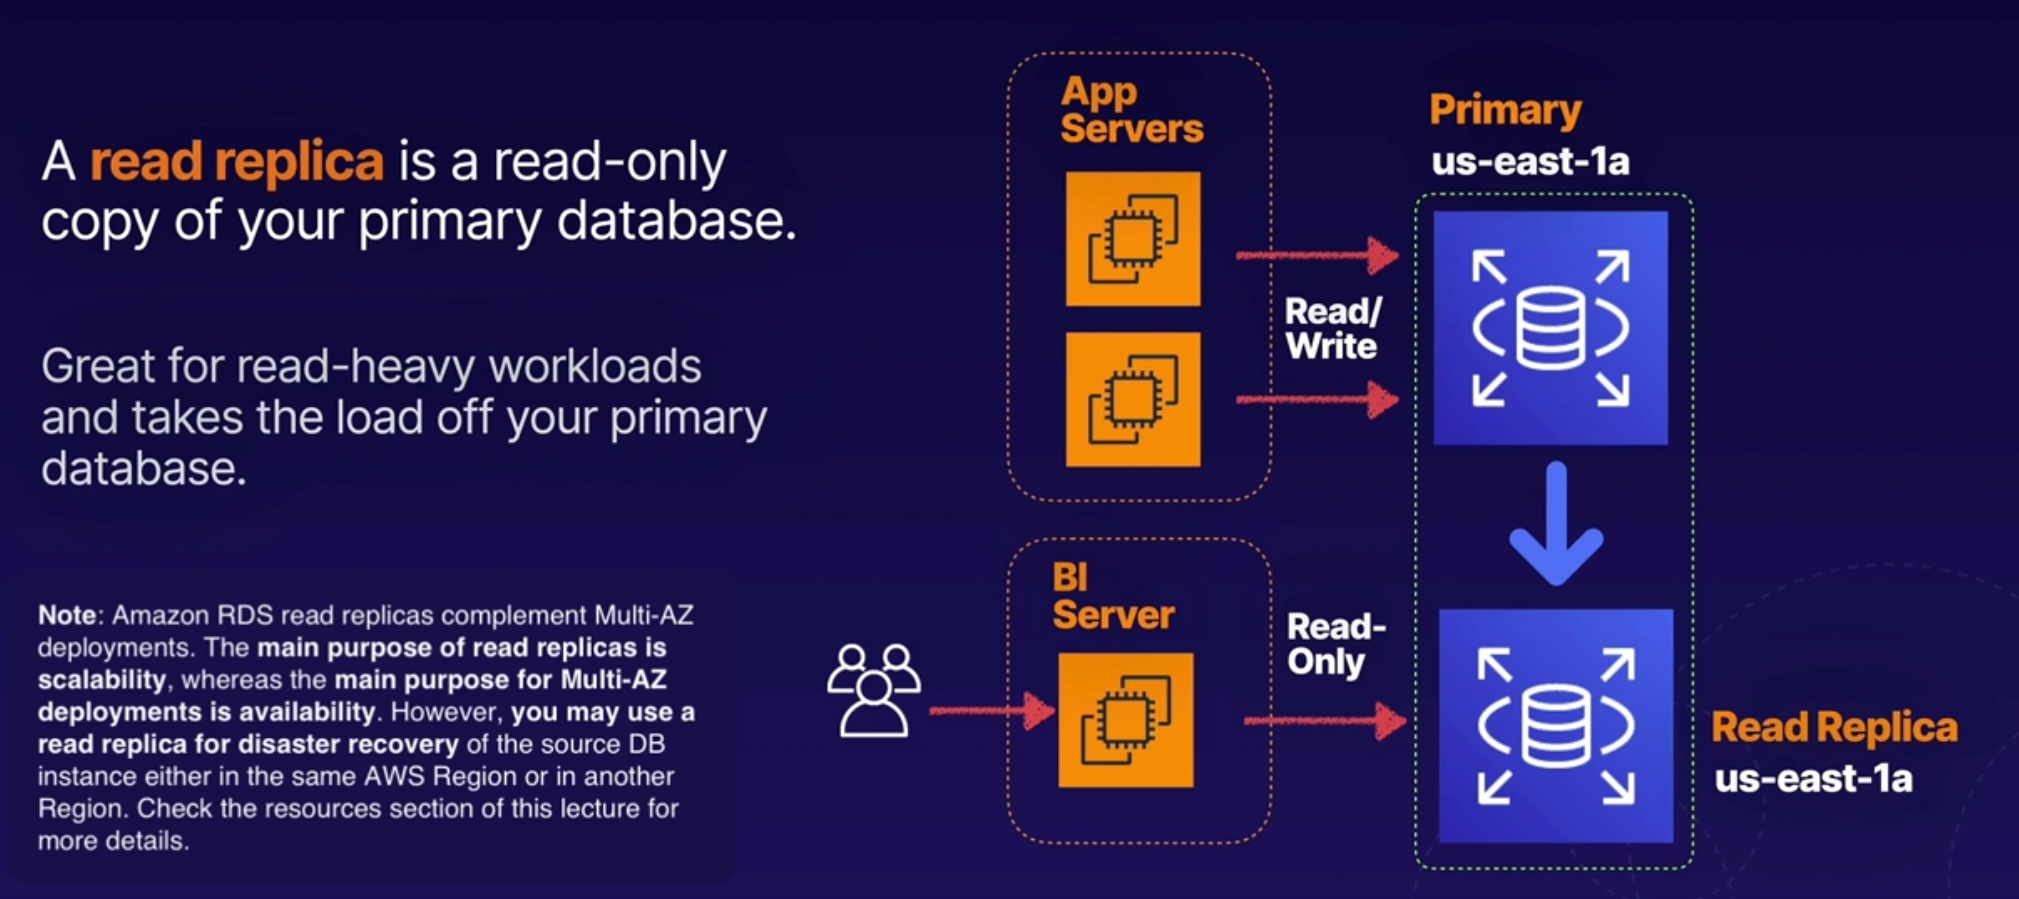 A read replica is a read-only
copy of your primary database.
Great for read-heavy workloads
and takes the load off your primary
database.
Note: Amazon RDS read replicas complement Multi-AZ
deployments. The main purpose of read replicas is
scalability, whereas the main purpose for Multi-AZ
deployments is availability. However, you may use a
read replica for disaster recovery of the source DB
instance either in the same AWS Region or in another
Region. Check the resources section of this lecture for
more details.
App
Servers
Read/
Write
Primary
us-east-1a
BI
Server
Read-
Only
Read Replica
us-east-1a